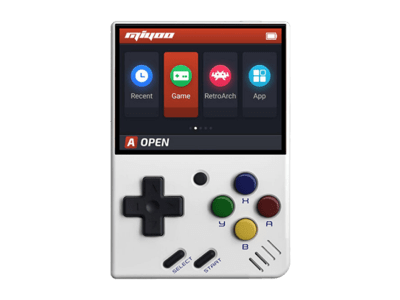 miyoo
Recent
Game
RetroArch
App
A OPEN
X
Y
A
B
SELECT
START